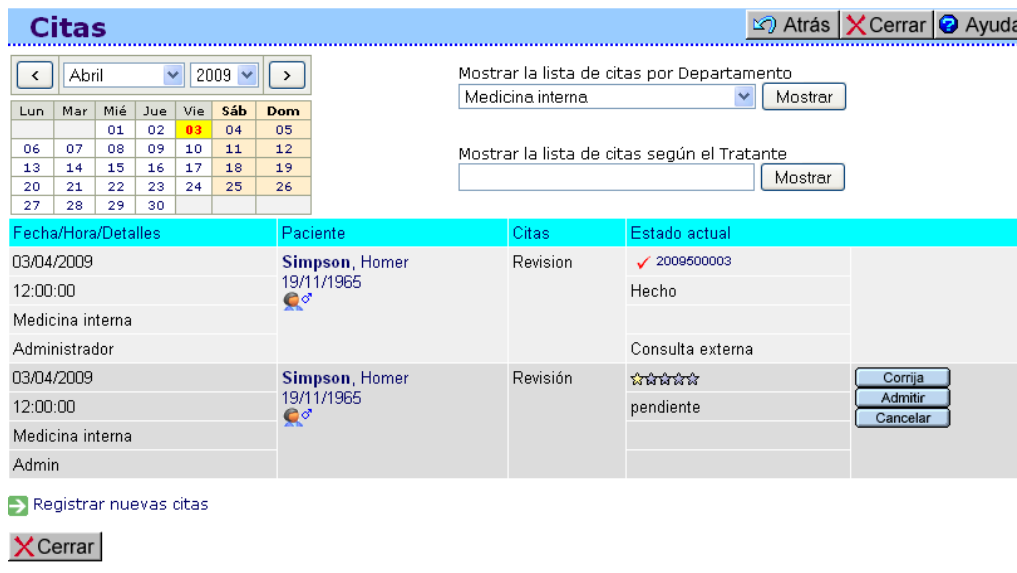 Citas
Atrás Cerrar Ayuda
< Abril 2009 >
Mostrar la lista de citas por Departamento
Medicina interna Mostrar
Lun Mar Mié Jue Vie Sáb Dom
01 02 03 04 05
06 07 08 09 10 11 12
13 14 15 16 17 18 19
20 21 22 23 24 25 26
27 28 29 30
Mostrar la lista de citas según el Tratante
Mostrar
Fecha/Hora/Detalles Paciente Citas Estado actual
03/04/2009 Simpson, Homer Revision 2009500003
12:00:00 19/11/1965 Hecho
Medicina interna
Administrador Consulta externa
03/04/2009 Simpson, Homer Revisión Corrija
12:00:00 19/11/1965 pendiente Admitir
Cancelar
Medicina interna
Admin
Registrar nuevas citas
Cerrar